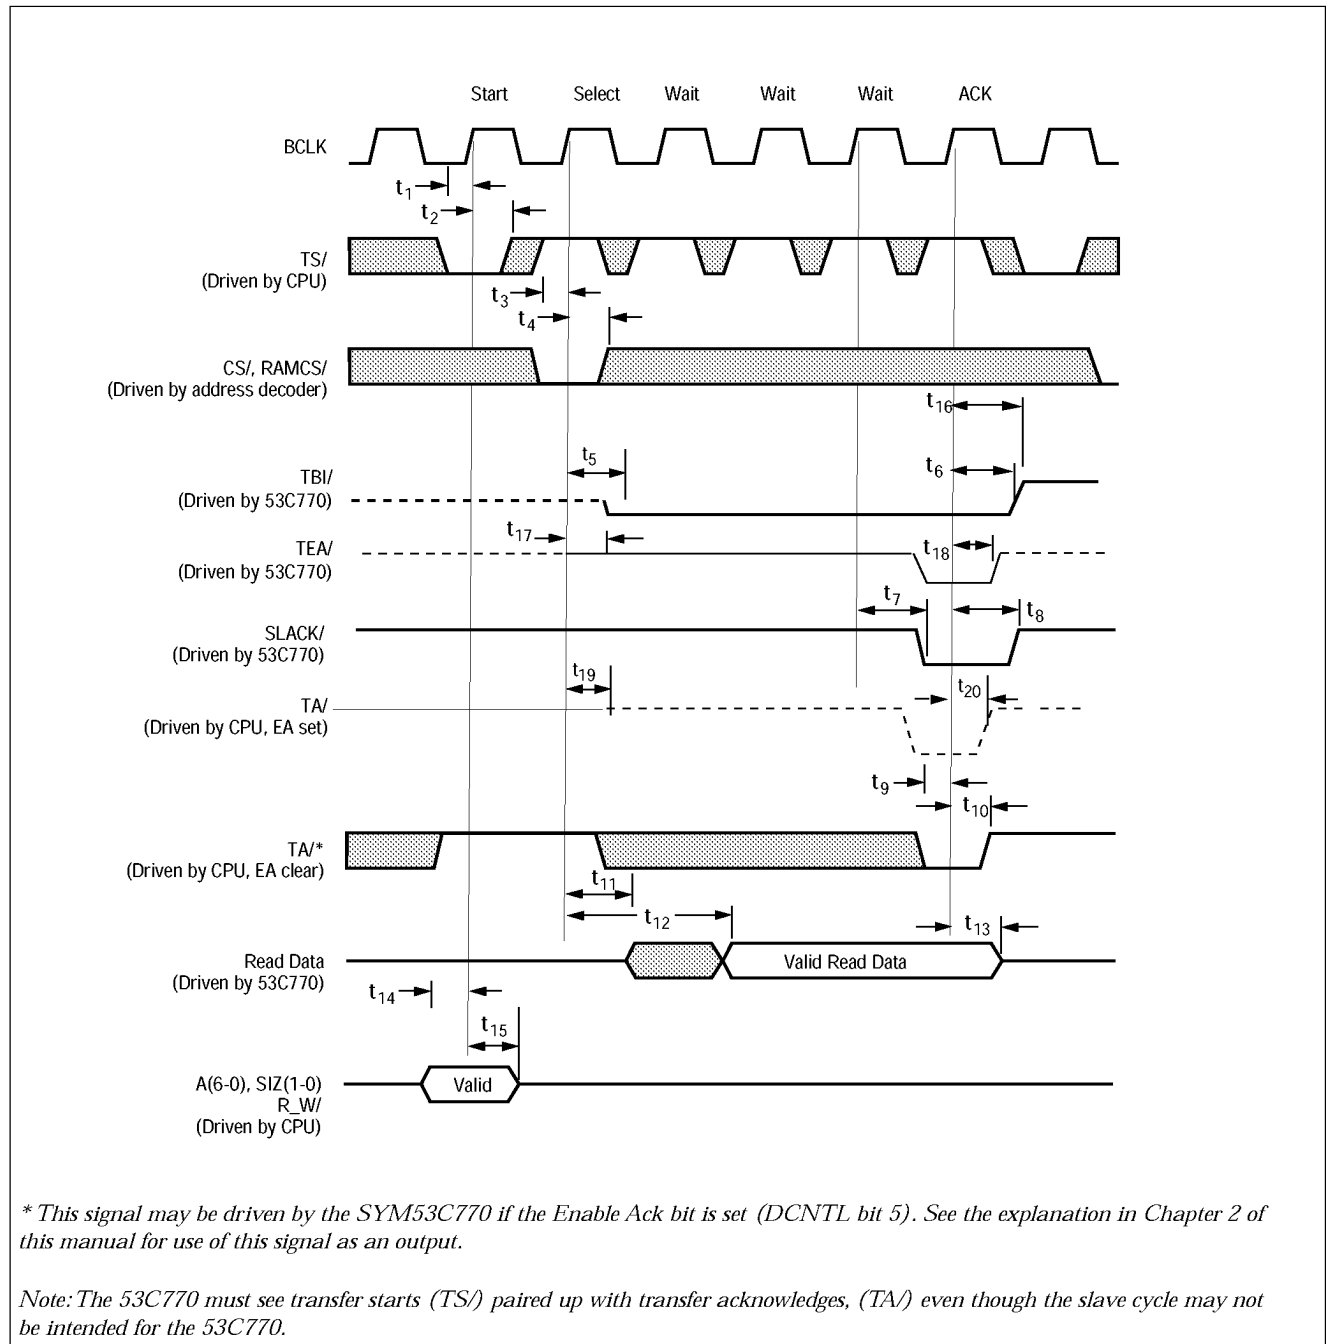 Start Select Wait Wait Wait ACK
BCLK
t1
t2
TS/
(Driven by CPU)
t3
t4
CS/, RAMCS/
(Driven by address decoder)
t16
t5
t6
TBI/
(Driven by 53C770)
t17
TEA/
(Driven by 53C770)
t18
t7
t8
SLACK/
(Driven by 53C770)
t19
t20
TA/
(Driven by CPU, EA set)
t9
t10
TA/*
(Driven by CPU, EA clear)
t11
t12
t13
Read Data
(Driven by 53C770)
Valid Read Data
t14
t15
A(6-0), SIZ(1-0)
R_W/
(Driven by CPU)
Valid
* This signal may be driven by the SYM53C770 if the Enable Ack bit is set (DCNTL bit 5). See the explanation in Chapter 2 of
this manual for use of this signal as an output.
Note: The 53C770 must see transfer starts (TS/) paired up with transfer acknowledges, (TA/) even though the slave cycle may not
be intended for the 53C770.